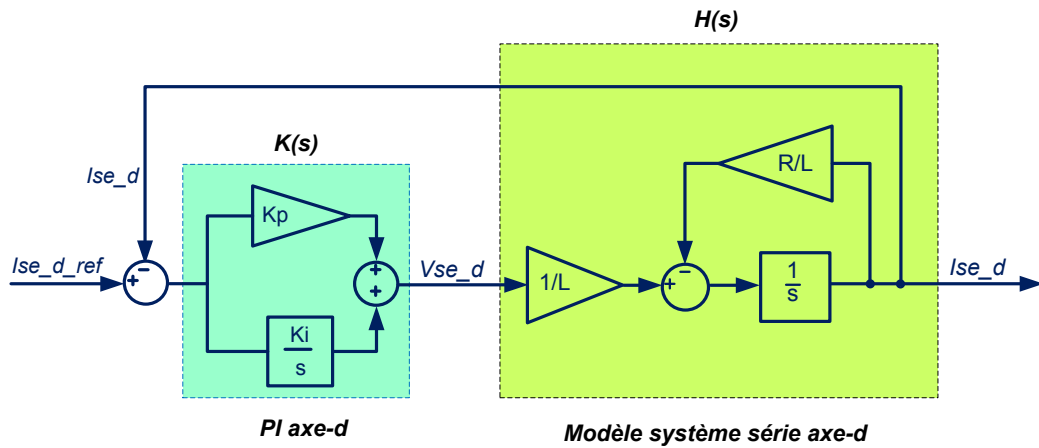 H(s)
K(s)
R/L
Ise_d
Kp
Ise_d_ref
+
-
+
+
Vse_d
1/L
+
-
1
s
Ise_d
Ki
s
PI axe-d
Modèle système série axe-d